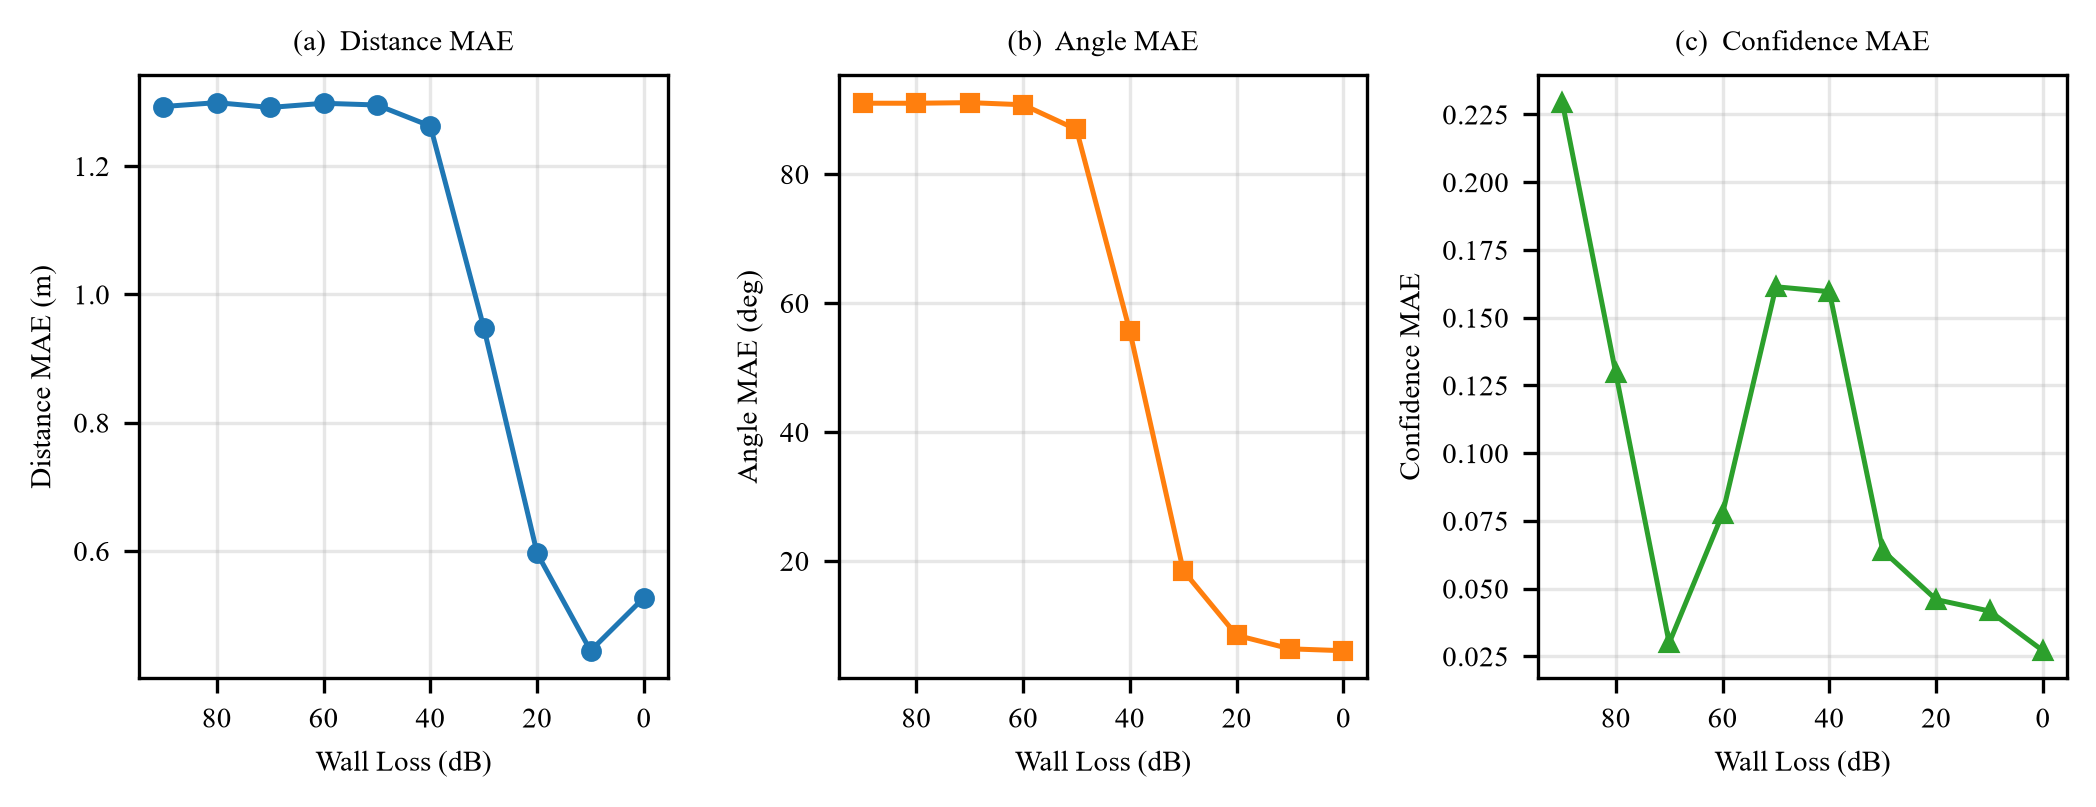 (a) Distance MAE
Distance MAE (m)
1.2
1.0
0.8
0.6
80 60 40 20 0
Wall Loss (dB)
(b) Angle MAE
Angle MAE (deg)
80
60
40
20
80 60 40 20 0
Wall Loss (dB)
(c) Confidence MAE
Confidence MAE
0.225
0.200
0.175
0.150
0.125
0.100
0.075
0.050
0.025
80 60 40 20 0
Wall Loss (dB)